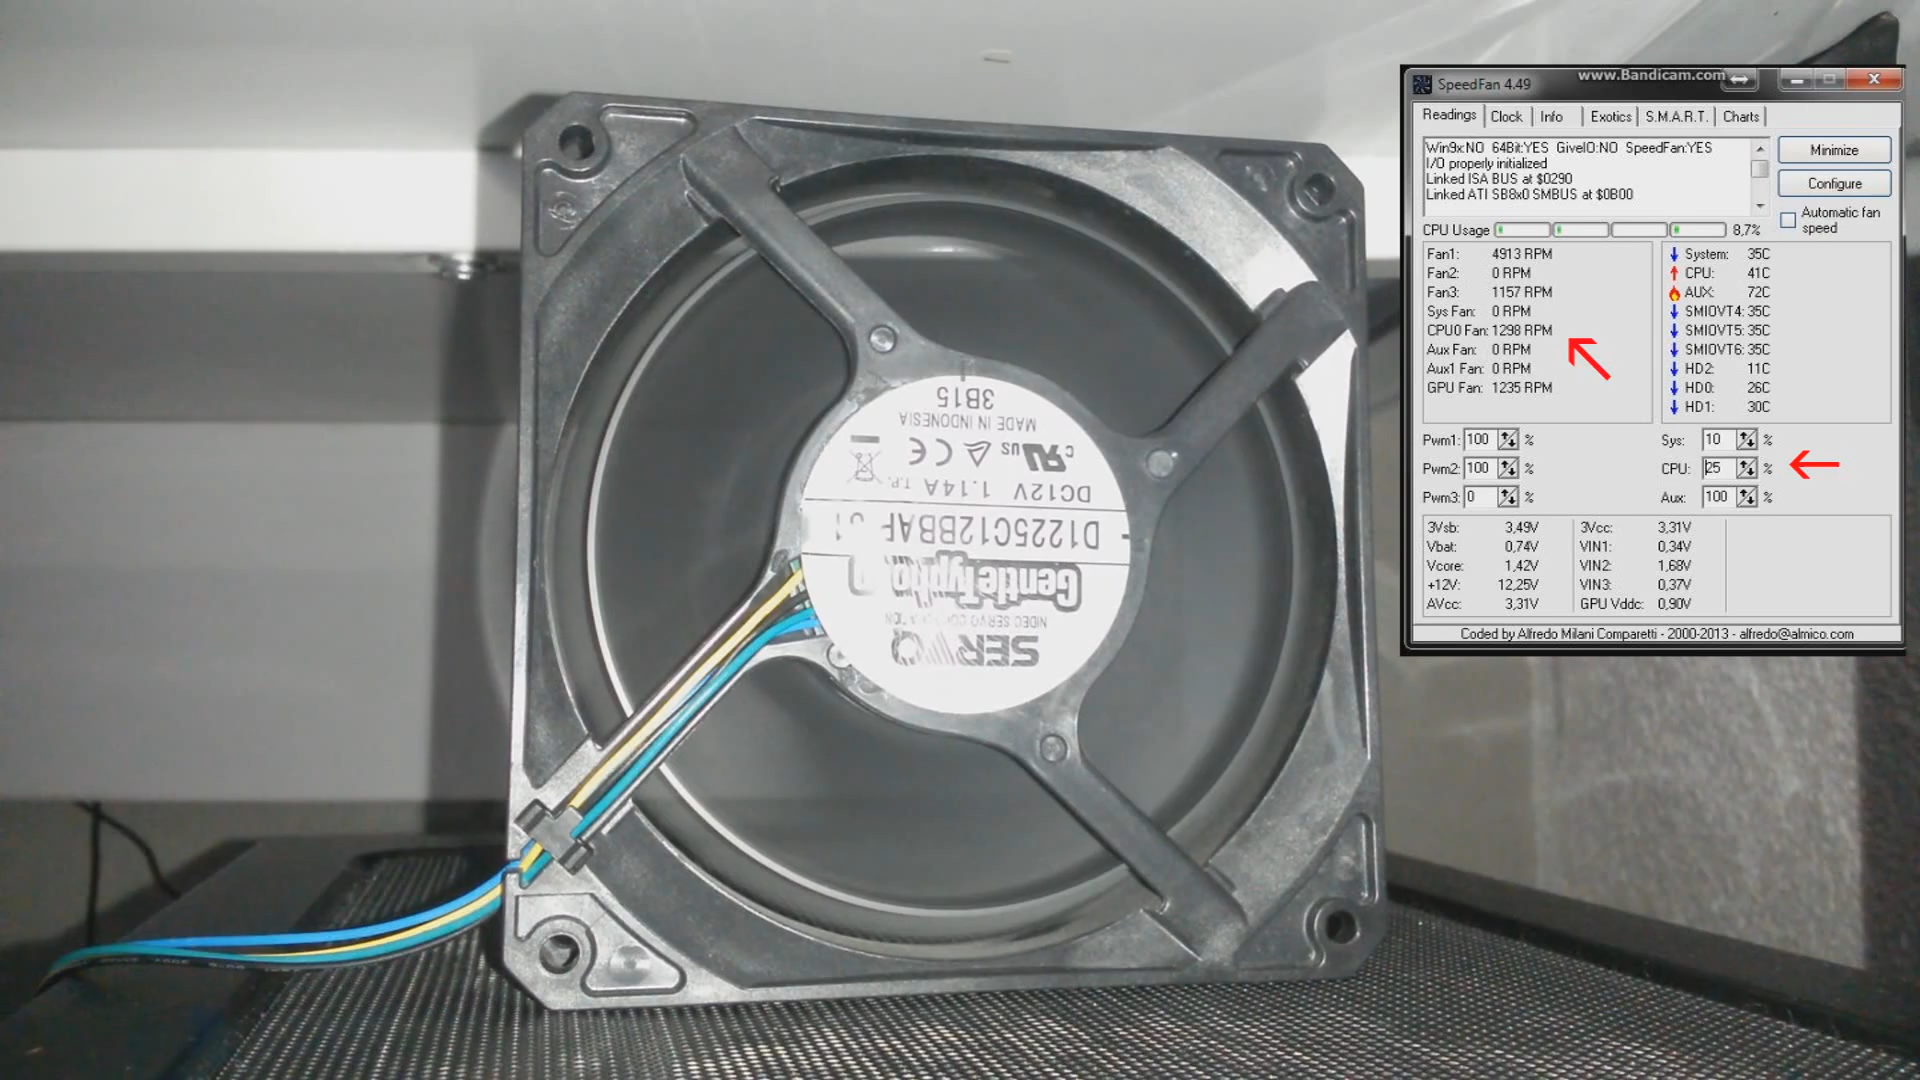 3B15
MADE IN INDONESIA
c UL US CE
DC12V 1.14A T.P.
D1225C12BBAP 31
GentleTyphoon
NIDEC SERVO CORPORATION
SERVO
www.Bandicam.com
SpeedFan 4.49
Readings Clock Info Exotics S.M.A.R.T. Charts
Win9x:NO 64Bit:YES GiveIO:NO SpeedFan:YES
I/O properly initialized
Linked ISA BUS at $0290
Linked ATI SB8x0 SMBUS at $0B00
Minimize
Configure
Automatic fan speed
CPU Usage 8,7%
Fan1: 4913 RPM
Fan2: 0 RPM
Fan3: 1157 RPM
Sys Fan: 0 RPM
CPU0 Fan: 1298 RPM
Aux Fan: 0 RPM
Aux1 Fan: 0 RPM
GPU Fan: 1235 RPM
System: 35C
CPU: 41C
AUX: 72C
SMIOVT4: 35C
SMIOVT5: 35C
SMIOVT6: 35C
HD2: 11C
HD0: 26C
HD1: 30C
Pwm1: 100 %
Pwm2: 100 %
Pwm3: 0 %
Sys: 10 %
CPU: 25 %
Aux: 100 %
3Vsb: 3,49V
Vbat: 0,74V
Vcore: 1,42V
+12V: 12,25V
AVcc: 3,31V
3Vcc: 3,31V
VIN1: 0,34V
VIN2: 1,68V
VIN3: 0,37V
GPU Vddc: 0,90V
Coded by Alfredo Milani Comparetti - 2000-2013 - alfredo@almico.com